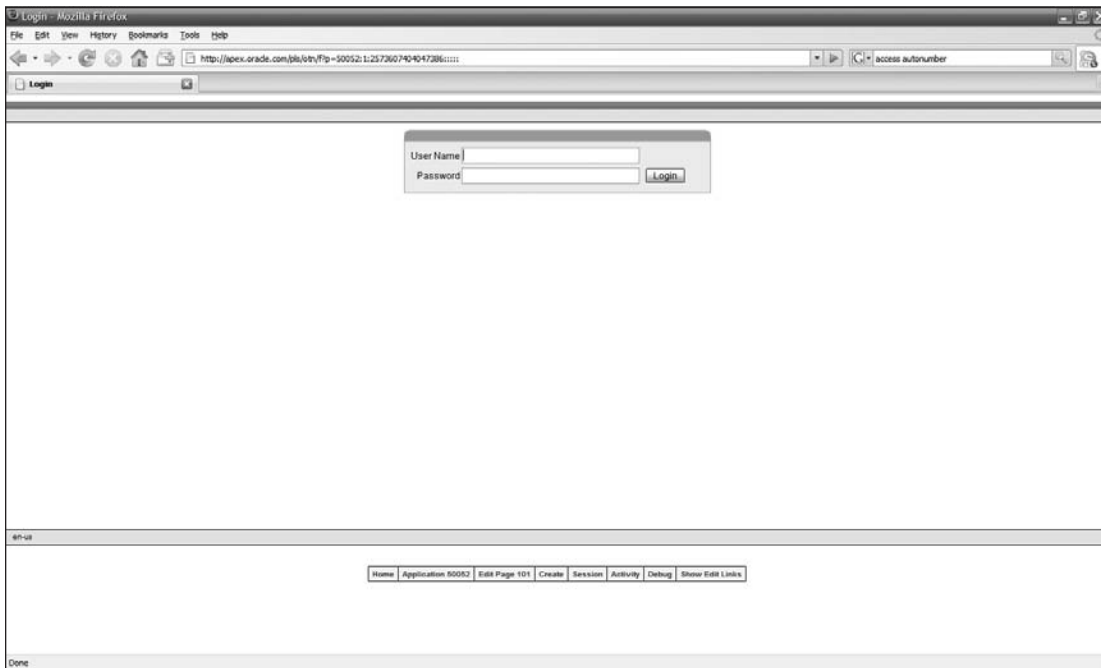 Login - Mozilla Firefox
File Edit View History Bookmarks Tools Help
http://apex.oracle.com/pls/otn/f?p=50052:1:2573607404047386:::::
access autonumber
Login
User Name
Password
Login
en-us
Home Application 50052 Edit Page 101 Create Session Activity Debug Show Edit Links
Done